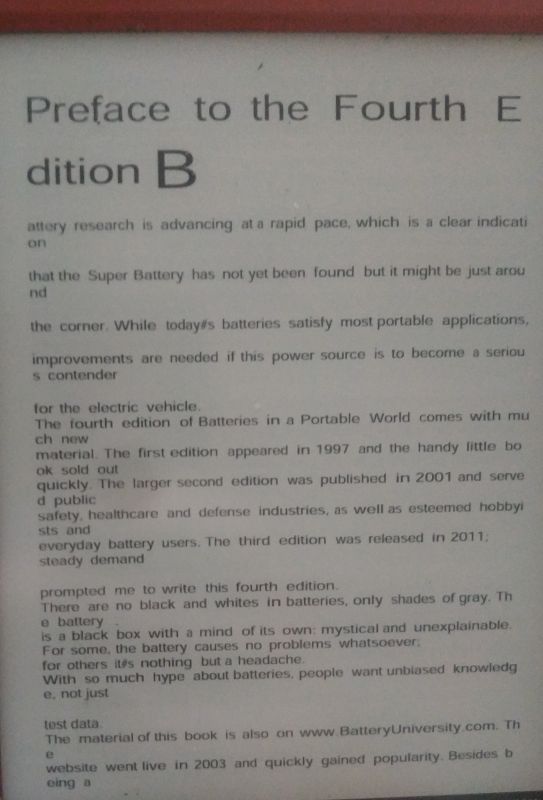 Preface to the Fourth E
dition B
attery research is advancing at a rapid pace, which is a clear indicati
on
that the Super Battery has not yet been found but it might be just arou
nd
the corner. While today#s batteries satisfy most portable applications,
improvements are needed if this power source is to become a seriou
s contender
for the electric vehicle.
The fourth edition of Batteries in a Portable World comes with mu
ch new
material. The first edition appeared in 1997 and the handy little bo
ok sold out
quickly. The larger second edition was published in 2001 and serve
d public
safety, healthcare and defense industries, as well as esteemed hobbyi
sts and
everyday battery users. The third edition was released in 2011;
steady demand
prompted me to write this fourth edition.
There are no black and whites in batteries, only shades of gray. Th
e battery
is a black box with a mind of its own: mystical and unexplainable.
For some, the battery causes no problems whatsoever;
for others it#s nothing but a headache.
With so much hype about batteries, people want unbiased knowledg
e, not just
test data.
The material of this book is also on www.BatteryUniversity.com. Th
e
website went live in 2003 and quickly gained popularity. Besides b
eing a